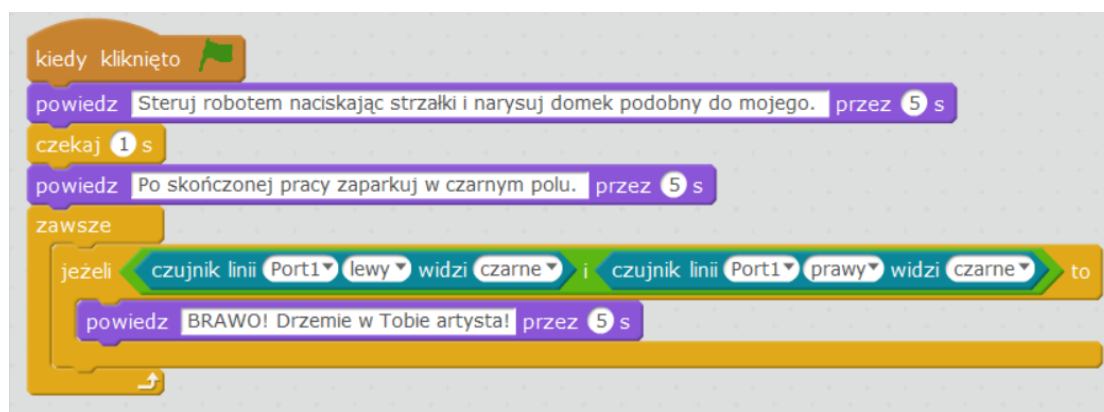 kiedy kliknięto
powiedz Steruj robotem naciskając strzałki i narysuj domek podobny do mojego. przez 5 s
czekaj 1 s
powiedz Po skończonej pracy zaparkuj w czarnym polu. przez 5 s
zawsze
jeżeli czujnik linii Port1 lewy widzi czarne i czujnik linii Port1 prawy widzi czarne to
powiedz BRAWO! Drzemie w Tobie artysta! przez 5 s